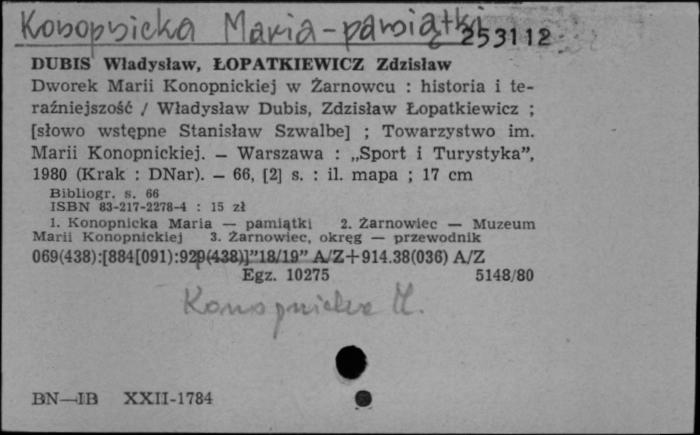 Konopnicka Maria - pamiątki
253112
DUBIS Władysław, ŁOPATKIEWICZ Zdzisław
Dworek Marii Konopnickiej w Żarnowcu : historia i te-
raźniejszość / Władysław Dubis, Zdzisław Łopatkiewicz ;
[słowo wstępne Stanisław Szwalbe] ; Towarzystwo im.
Marii Konopnickiej. — Warszawa : „Sport i Turystyka”,
1980 (Krak : DNar). — 66, [2] s. : il. mapa ; 17 cm
Bibliogr. s. 66
ISBN 83-217-2278-4 : 15 zł
1. Konopnicka Maria — pamiątki 2. Żarnowiec — Muzeum
Marii Konopnickiej 3. Żarnowiec, okręg — przewodnik
069(438):[884[091):929(438)]”18/19” A/Z+914.38(036) A/Z
Egz. 10275 5148/80
Konopnicka M.
BN—IB XXII-1784